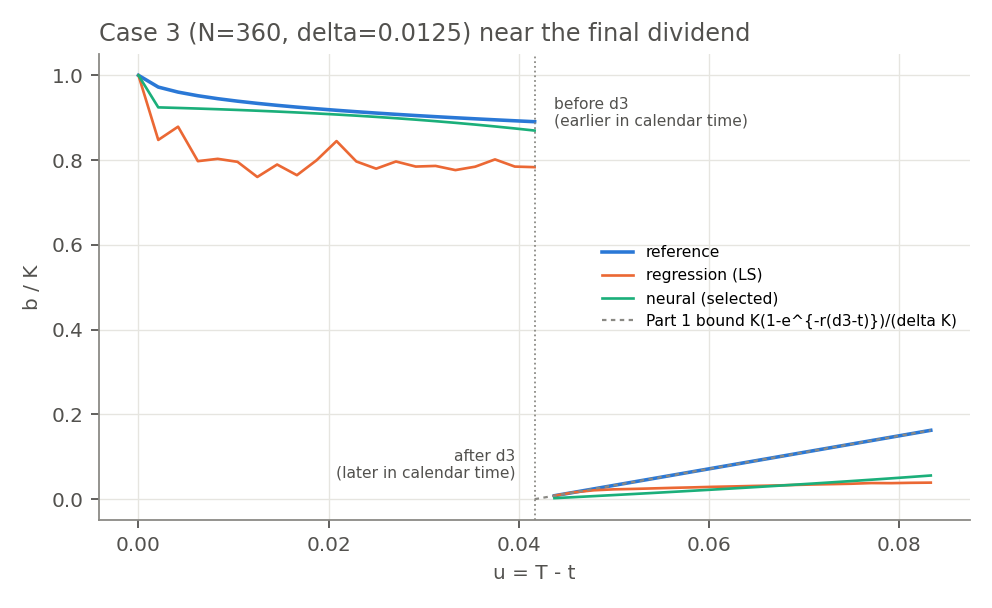 Case 3 (N=360, delta=0.0125) near the final dividend
b / K
1.0
0.8
0.6
0.4
0.2
0.0
before d3
(earlier in calendar time)
reference
regression (LS)
neural (selected)
Part 1 bound K(1-e^{-r(d3-t)})/(delta K)
after d3
(later in calendar time)
0.00
0.02
0.04
0.06
0.08
u = T - t